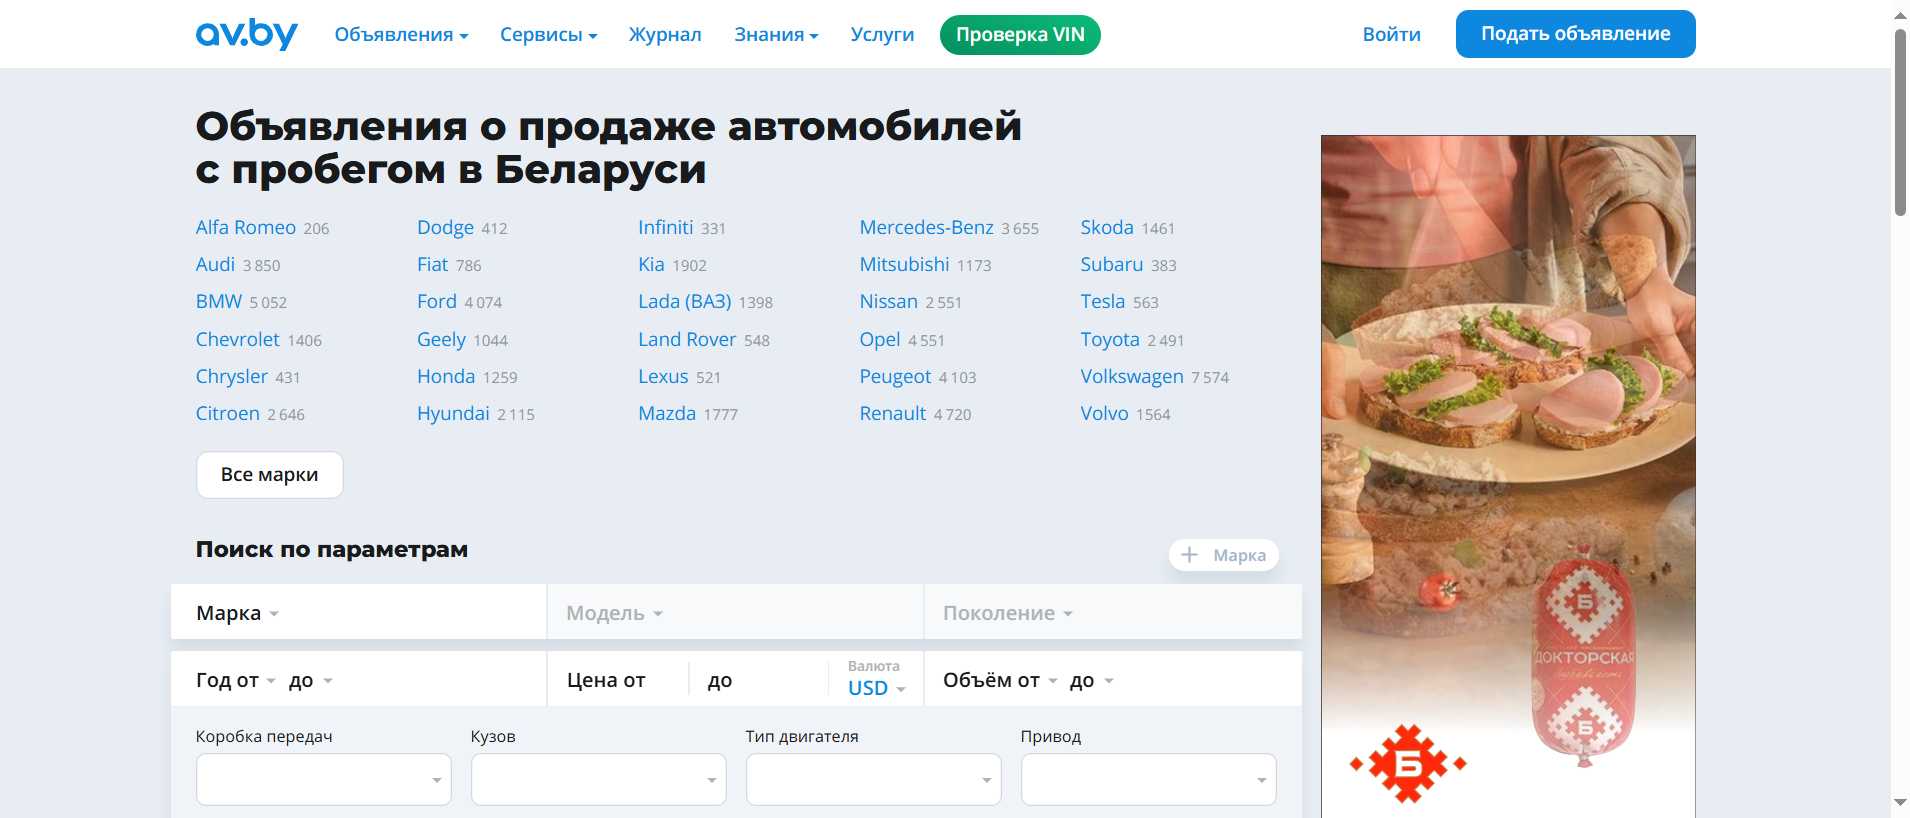 av.by Объявления Сервисы Журнал Знания Услуги Проверка VIN Войти Подать объявление
Объявления о продаже автомобилей
с пробегом в Беларуси
Alfa Romeo 206 Dodge 412 Infiniti 331 Mercedes-Benz 3 655 Skoda 1461
Audi 3 850 Fiat 786 Kia 1902 Mitsubishi 1173 Subaru 383
BMW 5 052 Ford 4 074 Lada (ВАЗ) 1398 Nissan 2 551 Tesla 563
Chevrolet 1406 Geely 1044 Land Rover 548 Opel 4 551 Toyota 2 491
Chrysler 431 Honda 1259 Lexus 521 Peugeot 4 103 Volkswagen 7 574
Citroen 2 646 Hyundai 2 115 Mazda 1777 Renault 4 720 Volvo 1564
Все марки
Поиск по параметрам
Марка
Марка Модель Поколение
Год от до Цена от до Валюта USD Объём от до
Коробка передач Кузов Тип двигателя Привод
Б
ДОКТОРСКАЯ
Б
Б